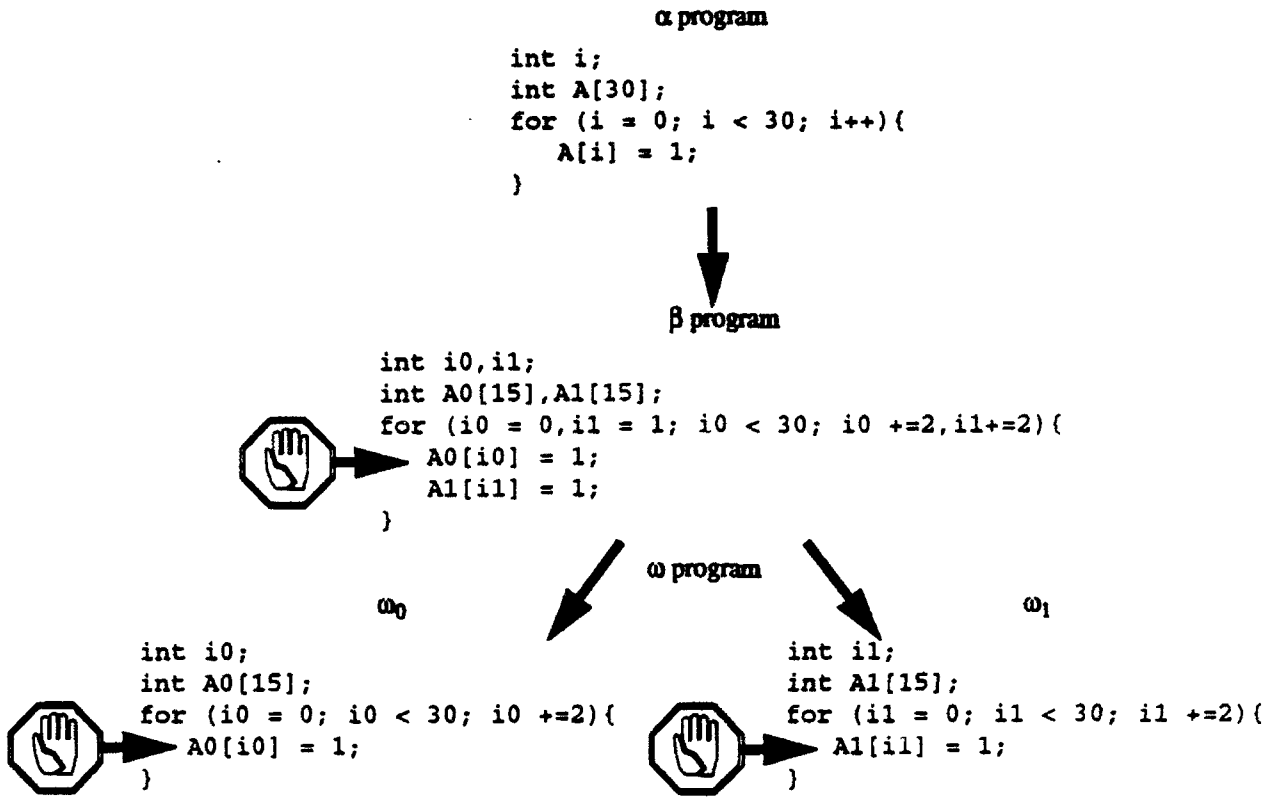 α program
int i;
int A[30];
for (i = 0; i < 30; i++){
A[i] = 1;
}
β program
int i0,i1;
int A0[15],A1[15];
for (i0 = 0,i1 = 1; i0 < 30; i0 +=2,i1+=2){
A0[i0] = 1;
A1[i1] = 1;
}
ω program
ω0
int i0;
int A0[15];
for (i0 = 0; i0 < 30; i0 +=2){
A0[i0] = 1;
}
ω1
int i1;
int A1[15];
for (i1 = 0; i1 < 30; i1 +=2){
A1[i1] = 1;
}